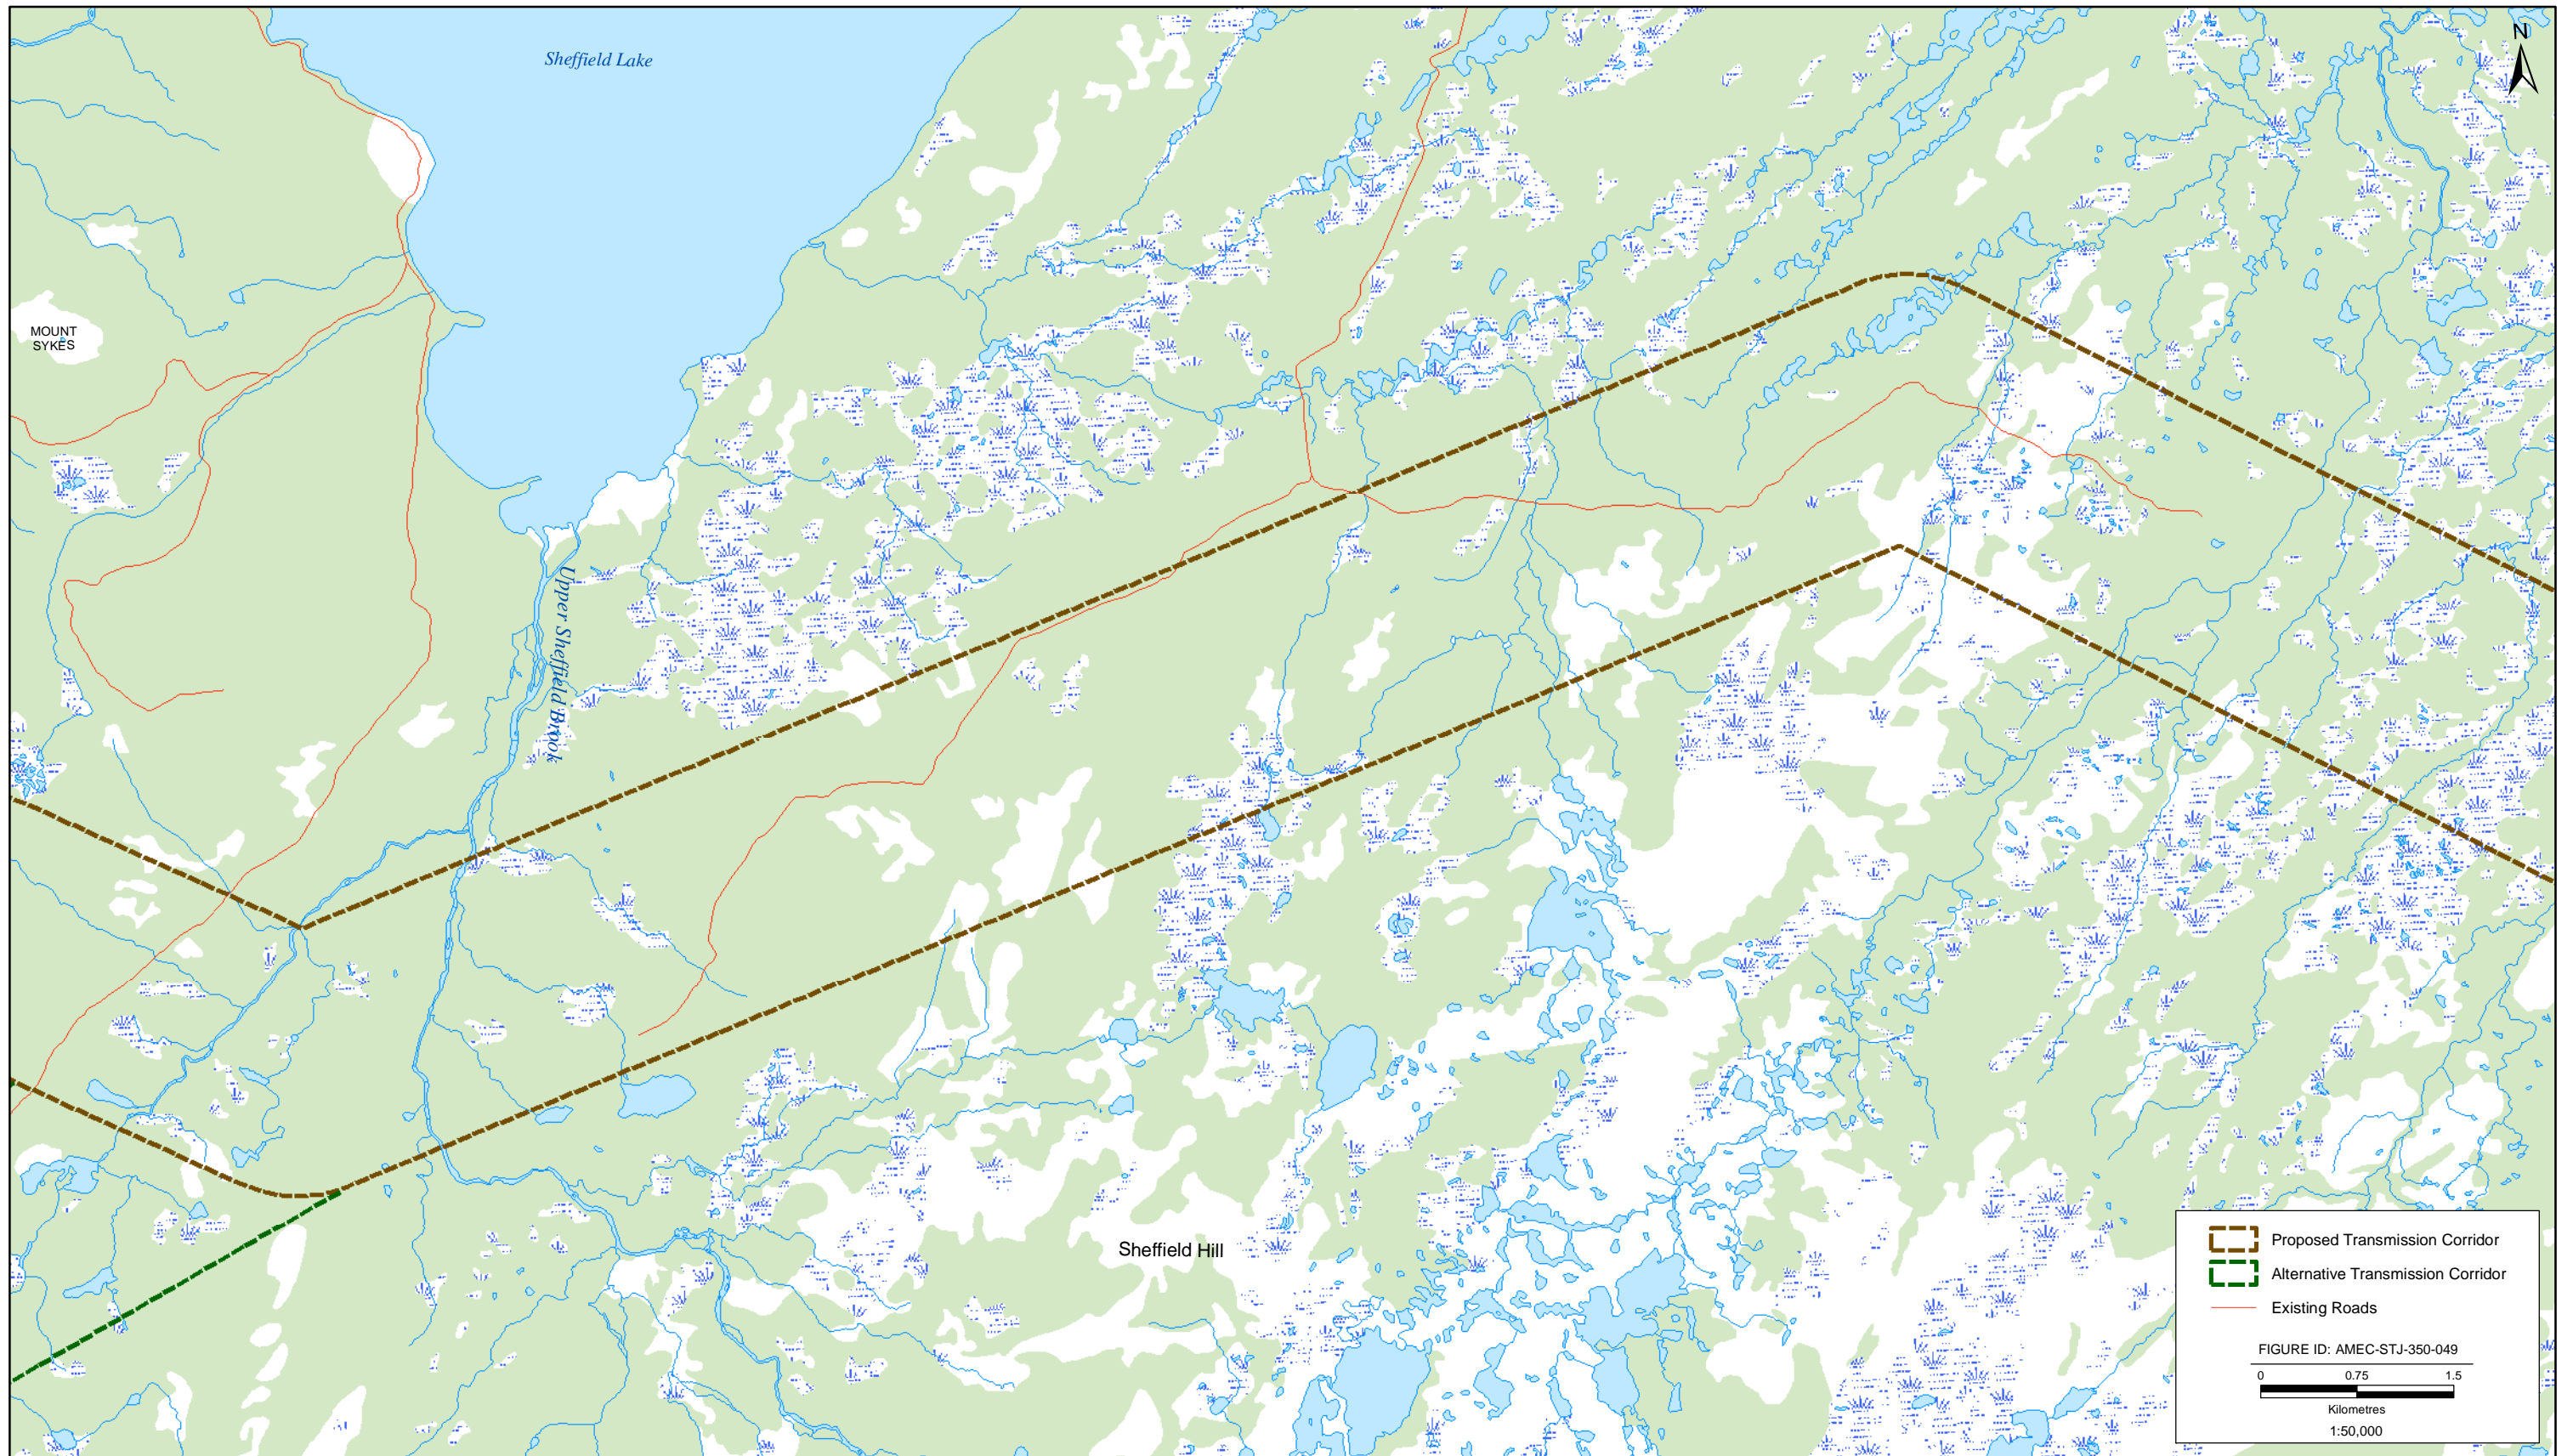 Sheffield Lake
N
MOUNT
SYKES
Upper Sheffield Brook
Sheffield Hill
Proposed Transmission Corridor
Alternative Transmission Corridor
Existing Roads
FIGURE ID: AMEC-STJ-350-049
0 0.75 1.5
Kilometres
1:50,000